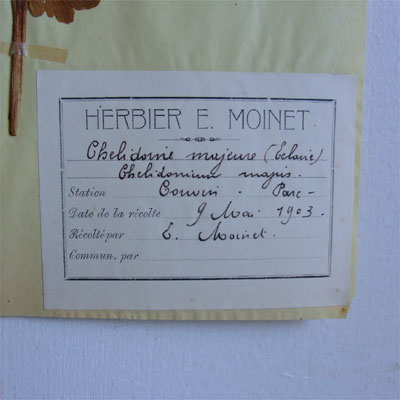 HERBIER E. MOINET
Chelidoine majeure (Eclaire)
Chelidonium majus.
Station Parc -
Date de la récolte 9 Mai 1903.
Récolté par E. Moinet.
Commun. par